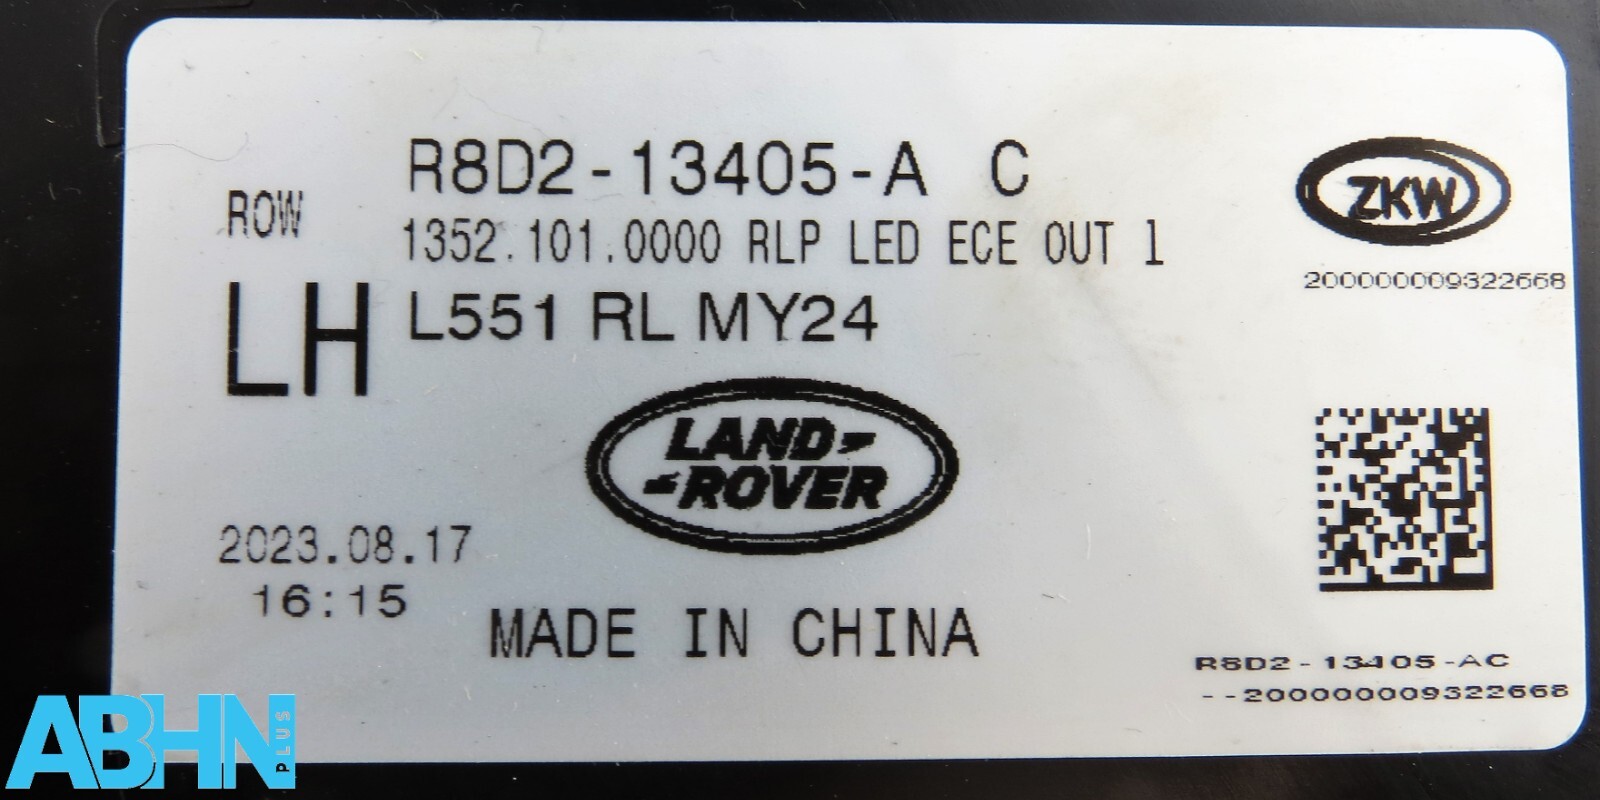 R8D2-13405-A C
ROW
1352.101.0000 RLP LED ECE OUT 1
LH
L551 RL MY24
ZKW
200000009322668
LAND
ROVER
2023.08.17
16:15
MADE IN CHINA
R8D2-13405-AC
--200000009322668
ABHN PLUS